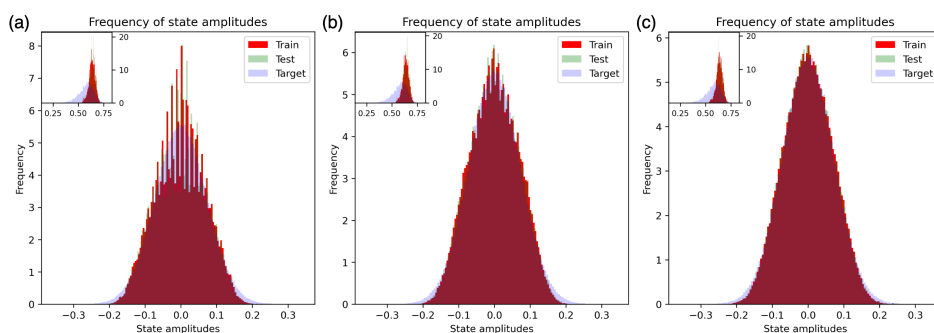 (a)
Frequency of state amplitudes
Frequency
8
7
6
5
4
3
2
1
0
20
10
0
0.25 0.50 0.75
Train
Test
Target
−0.3 −0.2 −0.1 0.0 0.1 0.2 0.3
State amplitudes
(b)
Frequency of state amplitudes
Frequency
6
5
4
3
2
1
0
20
10
0
0.25 0.50 0.75
Train
Test
Target
−0.3 −0.2 −0.1 0.0 0.1 0.2 0.3
State amplitudes
(c)
Frequency of state amplitudes
Frequency
6
5
4
3
2
1
0
20
10
0
0.25 0.50 0.75
Train
Test
Target
−0.3 −0.2 −0.1 0.0 0.1 0.2 0.3
State amplitudes